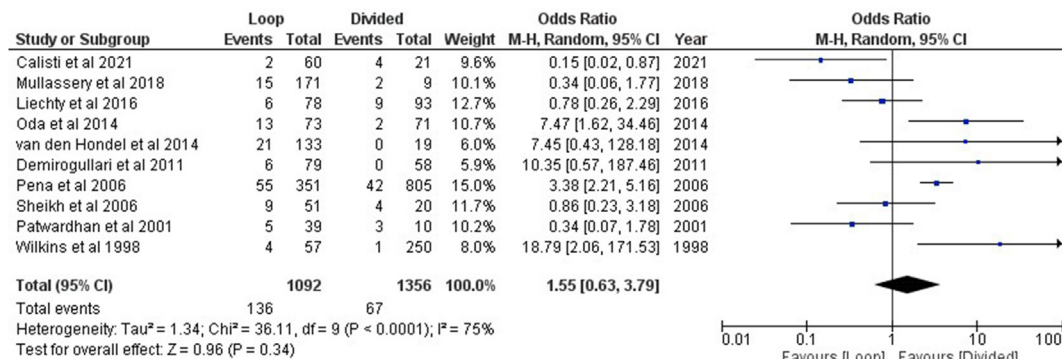 Loop Divided Odds Ratio Odds Ratio
Study or Subgroup Events Total Events Total Weight M-H, Random, 95% CI Year M-H, Random, 95% CI
Calisti et al 2021 2 60 4 21 9.6% 0.15 [0.02, 0.87] 2021
Mullassery et al 2018 15 171 2 9 10.1% 0.34 [0.06, 1.77] 2018
Liechty et al 2016 6 78 9 93 12.7% 0.78 [0.26, 2.29] 2016
Oda et al 2014 13 73 2 71 10.7% 7.47 [1.62, 34.46] 2014
van den Hondel et al 2014 21 133 0 19 6.0% 7.45 [0.43, 128.18] 2014
Demirogullari et al 2011 6 79 0 58 5.9% 10.35 [0.57, 187.46] 2011
Pena et al 2006 55 351 42 805 15.0% 3.38 [2.21, 5.16] 2006
Sheikh et al 2006 9 51 4 20 11.7% 0.86 [0.23, 3.18] 2006
Patwardhan et al 2001 5 39 3 10 10.2% 0.34 [0.07, 1.78] 2001
Wilkins et al 1998 4 57 1 250 8.0% 18.79 [2.06, 171.53] 1998
Total (95% CI) 1092 1356 100.0% 1.55 [0.63, 3.79]
Total events 136 67
Heterogeneity: Tau² = 1.34; Chi² = 36.11, df = 9 (P < 0.0001); I² = 75%
Test for overall effect: Z = 0.96 (P = 0.34)
0.01 0.1 1 10 100
Favours [Loop] Favours [Divided]